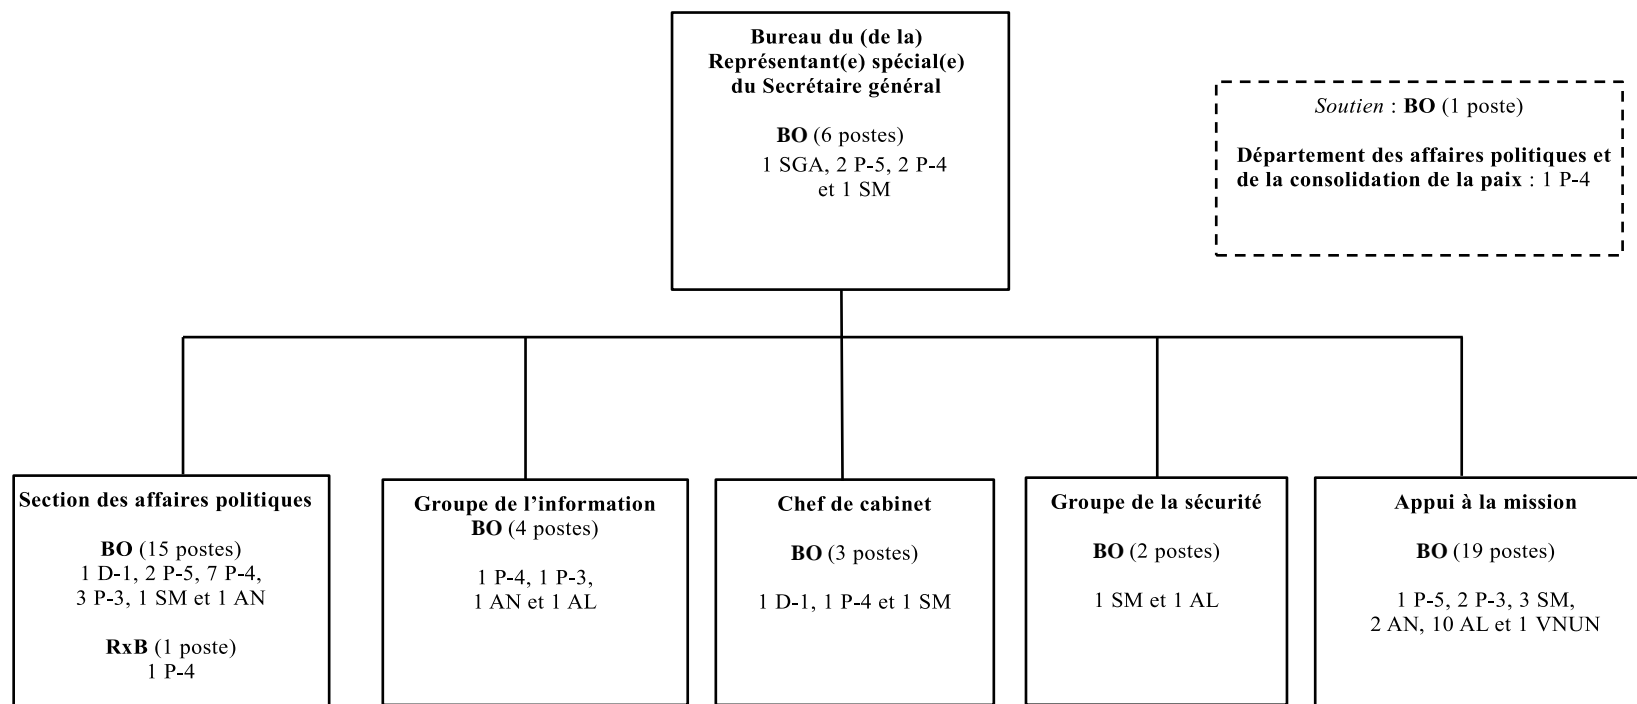 Bureau du (de la)
Représentant(e) spécial(e)
du Secrétaire général
BO (6 postes)
1 SGA, 2 P-5, 2 P-4
et 1 SM
Soutien : BO (1 poste)
Département des affaires politiques et
de la consolidation de la paix : 1 P-4
Section des affaires politiques
BO (15 postes)
1 D-1, 2 P-5, 7 P-4,
3 P-3, 1 SM et 1 AN
RxB (1 poste)
1 P-4
Groupe de l’information
BO (4 postes)
1 P-4, 1 P-3,
1 AN et 1 AL
Chef de cabinet
BO (3 postes)
1 D-1, 1 P-4 et 1 SM
Groupe de la sécurité
BO (2 postes)
1 SM et 1 AL
Appui à la mission
BO (19 postes)
1 P-5, 2 P-3, 3 SM,
2 AN, 10 AL et 1 VNUN